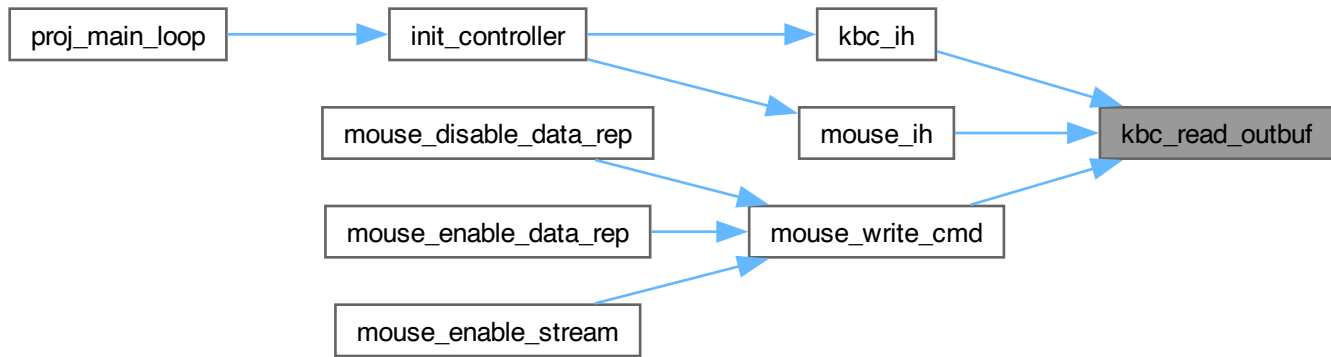 proj_main_loop
init_controller
kbc_ih
mouse_disable_data_rep
mouse_ih
kbc_read_outbuf
mouse_enable_data_rep
mouse_write_cmd
mouse_enable_stream